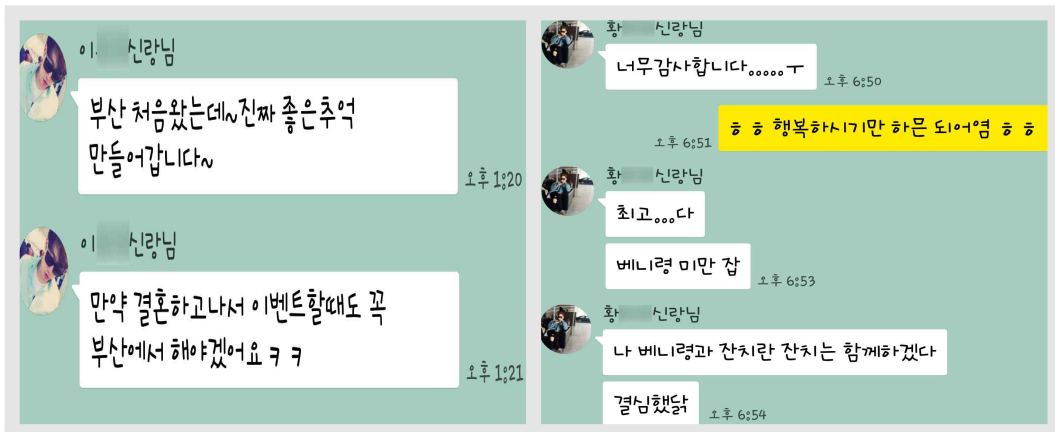 이 신랑님
부산 처음왔는데~진짜 좋은추억
만들어갑니다~
오후 1:20
이 신랑님
만약 결혼하고나서 이벤트할때도 꼭
부산에서 해야겠어요 ㅋ ㅋ
오후 1:21
황 신랑님
너무감사합니다.....ㅜ
오후 6:50
ㅎ ㅎ 행복하시기만 하믄 되어염 ㅎ ㅎ
오후 6:51
황 신랑님
최고...다
베니령 미만 잡
오후 6:53
황 신랑님
나 베니령과 잔치란 잔치는 함께하겠다
결심했닭
오후 6:54